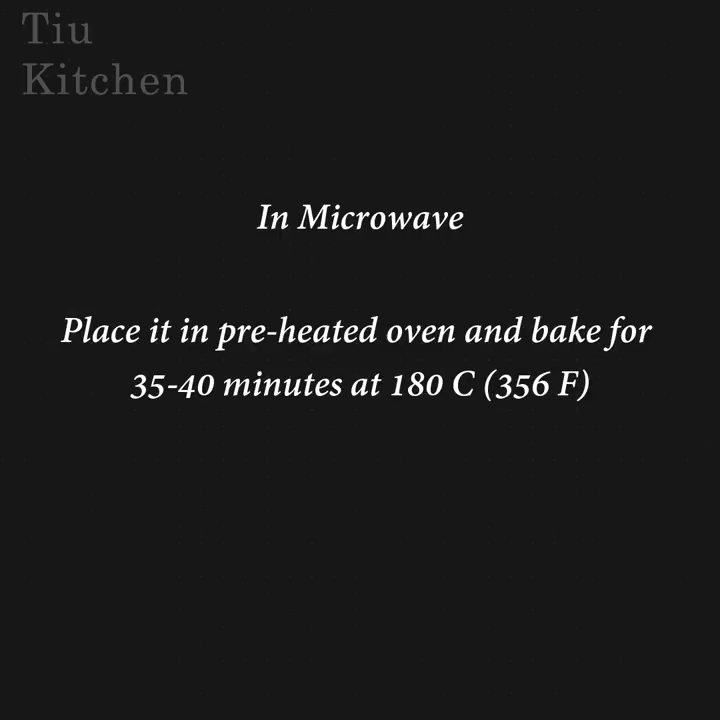 Tiu
Kitchen
In Microwave
Place it in pre-heated oven and bake for
35-40 minutes at 180 C (356 F)